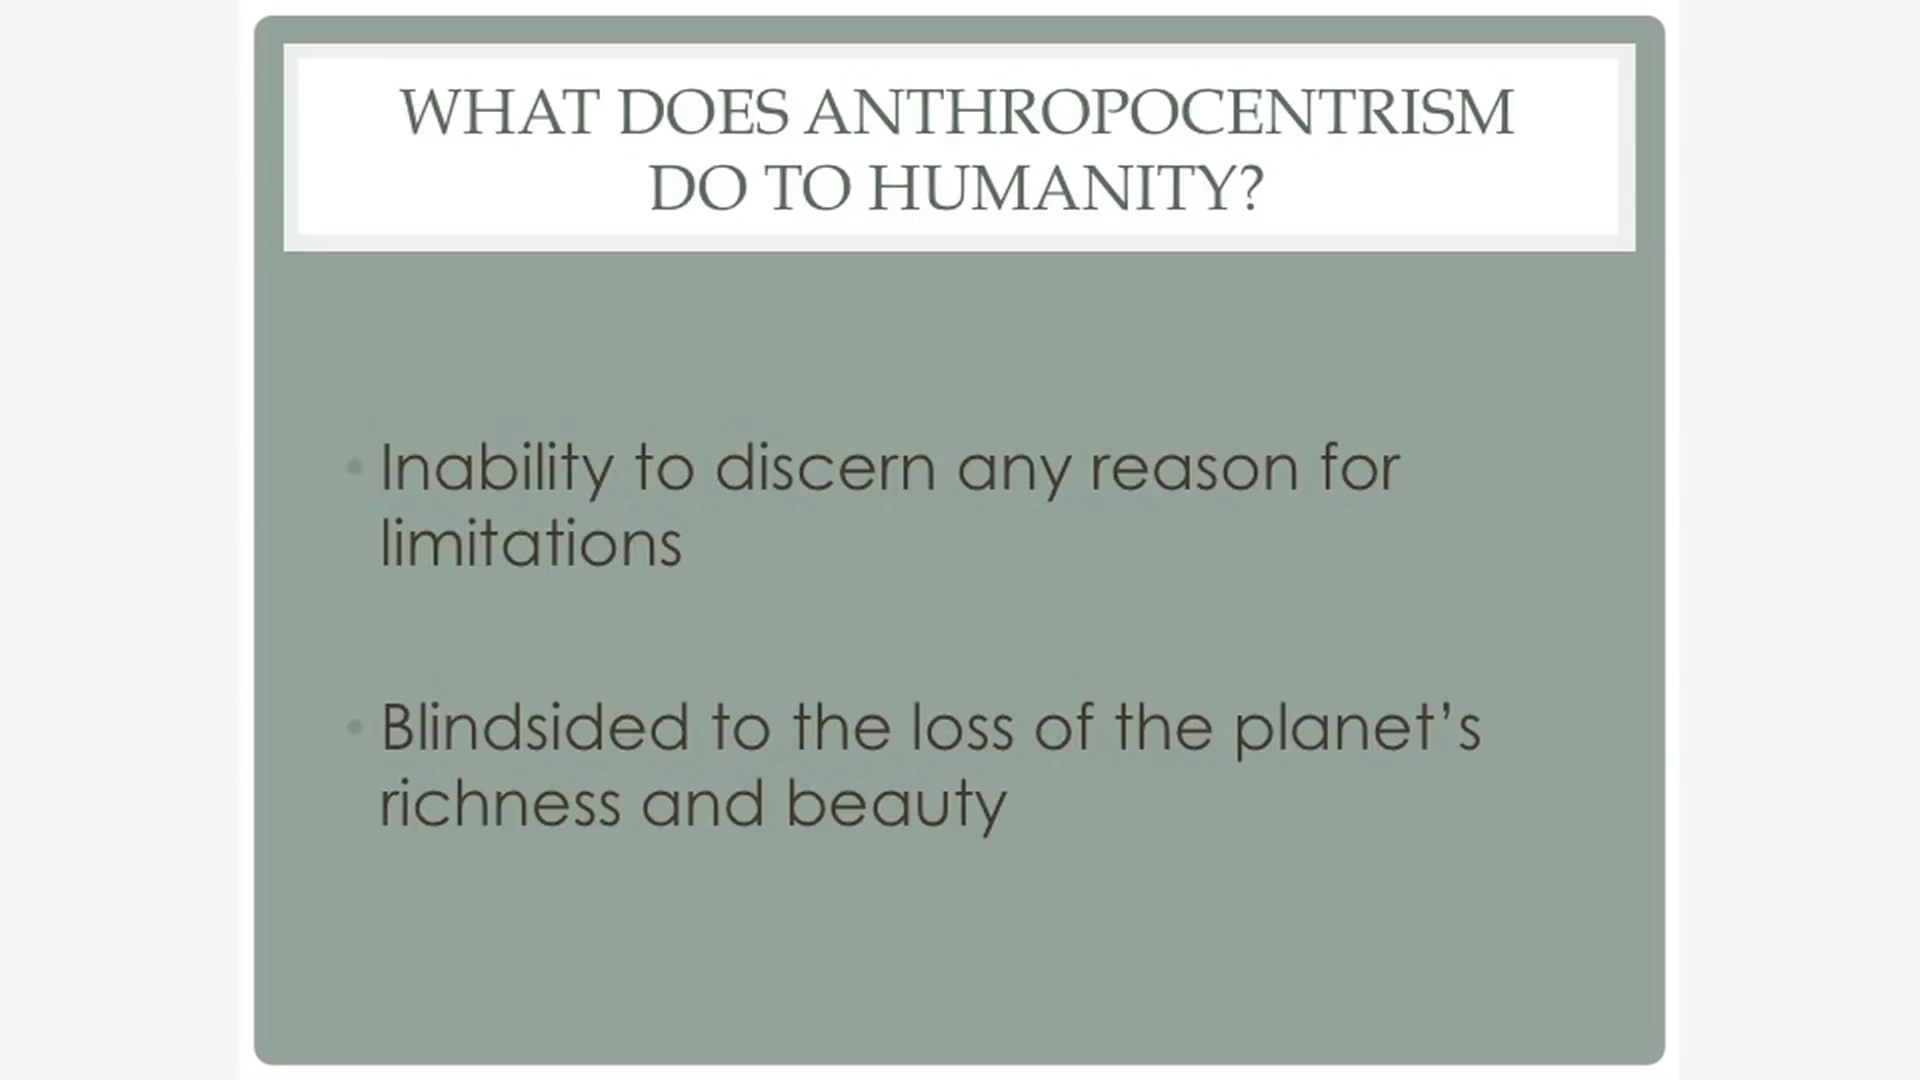 WHAT DOES ANTHROPOCENTRISM
DO TO HUMANITY?
• Inability to discern any reason for
limitations
• Blindsided to the loss of the planet’s
richness and beauty